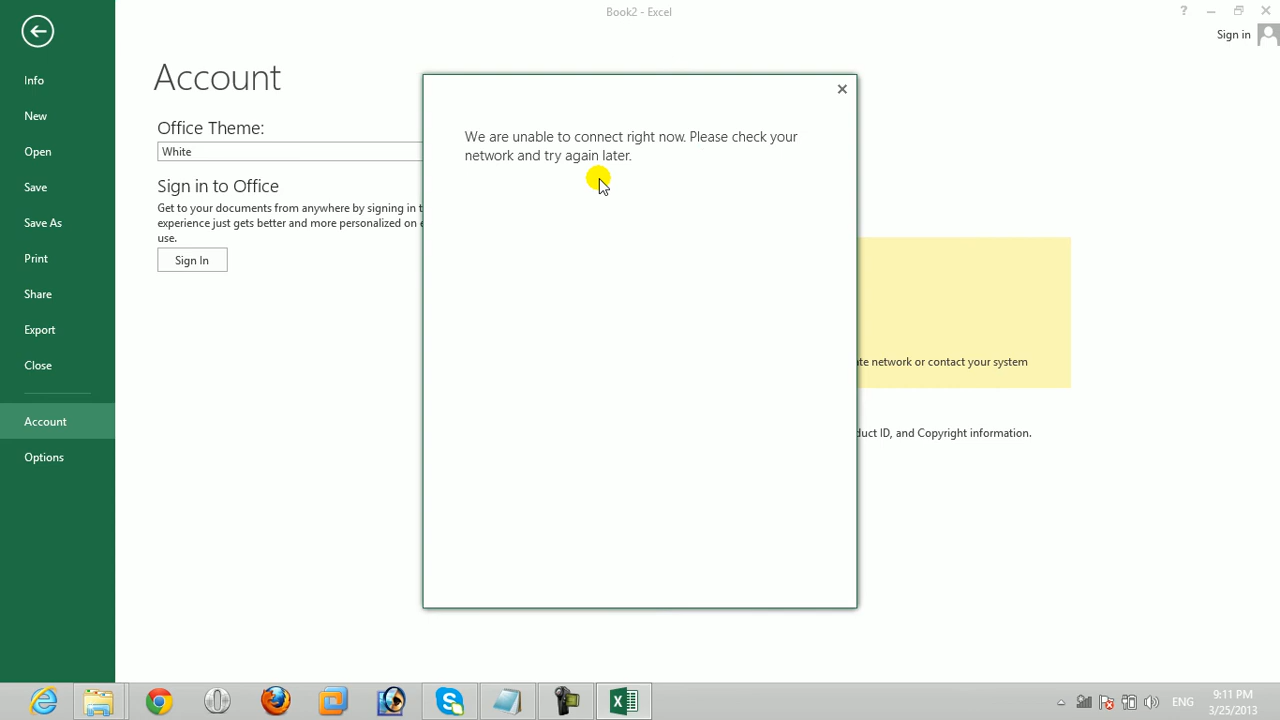 Book2 - Excel
?
Sign in
Info
New
Open
Save
Save As
Print
Share
Export
Close
Account
Options
Account
Office Theme:
White
Sign in to Office
Get to your documents from anywhere by signing in t
experience just gets better and more personalized on e
use.
Sign In
We are unable to connect right now. Please check your
network and try again later.
te network or contact your system
duct ID, and Copyright information.
ENG
9:11 PM
3/25/2013